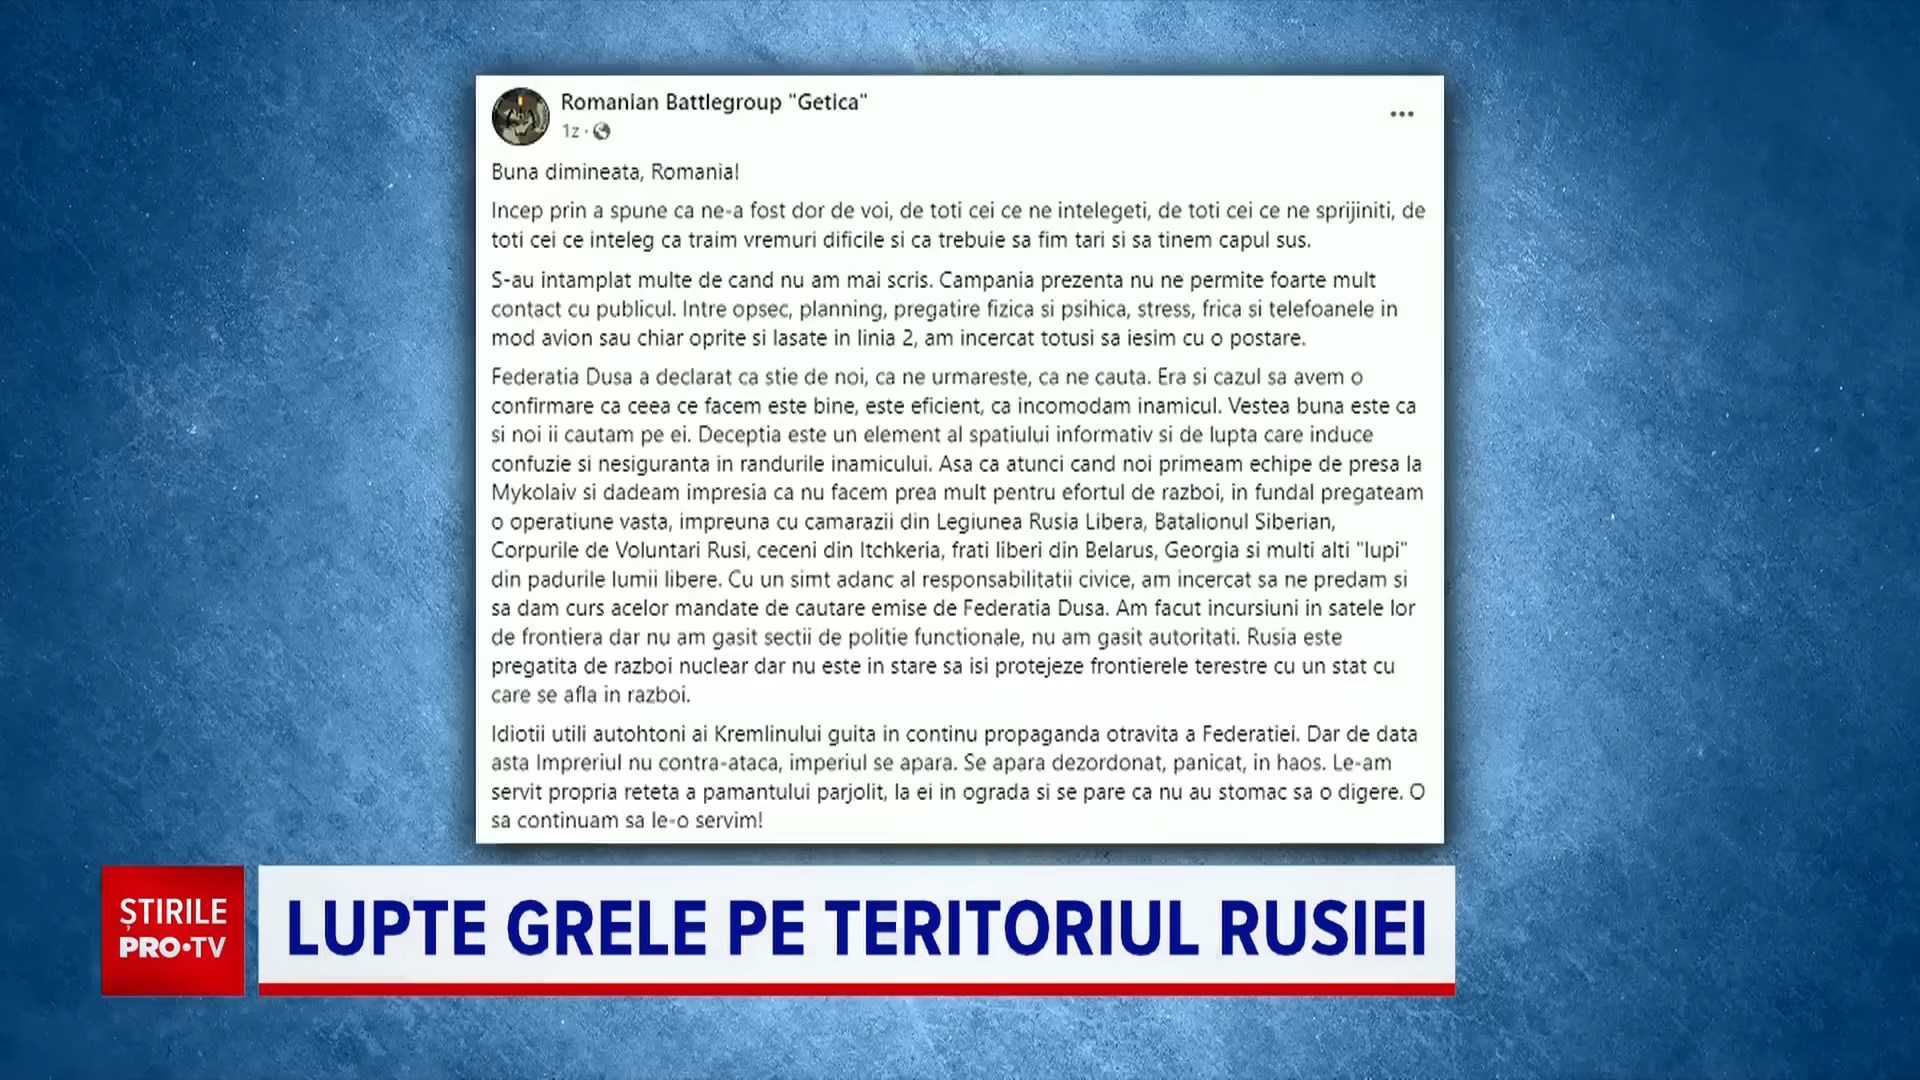 Romanian Battlegroup "Getica"
1z ·
Buna dimineata, Romania!
Incep prin a spune ca ne-a fost dor de voi, de toti cei ce ne intelegeti, de toti cei ce ne sprijiniti, de
toti cei ce inteleg ca traim vremuri dificile si ca trebuie sa fim tari si sa tinem capul sus.
S-au intamplat multe de cand nu am mai scris. Campania prezenta nu ne permite foarte mult
contact cu publicul. Intre opsec, planning, pregatire fizica si psihica, stress, frica si telefoanele in
mod avion sau chiar oprite si lasate in linia 2, am incercat totusi sa iesim cu o postare.
Federatia Dusa a declarat ca stie de noi, ca ne urmareste, ca ne cauta. Era si cazul sa avem o
confirmare ca ceea ce facem este bine, este eficient, ca incomodam inamicul. Vestea buna este ca
si noi ii cautam pe ei. Deceptia este un element al spatiului informativ si de lupta care induce
confuzie si nesiguranta in randurile inamicului. Asa ca atunci cand noi primeam echipe de presa la
Mykolaiv si dadeam impresia ca nu facem prea mult pentru efortul de razboi, in fundal pregateam
o operatiune vasta, impreuna cu camarazii din Legiunea Rusia Libera, Batalionul Siberian,
Corpurile de Voluntari Rusi, ceceni din Itchkeria, frati liberi din Belarus, Georgia si multi alti "lupi"
din padurile lumii libere. Cu un simt adanc al responsabilitatii civice, am incercat sa ne predam si
sa dam curs acelor mandate de cautare emise de Federatia Dusa. Am facut incursiuni in satele lor
de frontiera dar nu am gasit sectii de politie functionale, nu am gasit autoritati. Rusia este
pregatita de razboi nuclear dar nu este in stare sa isi protejeze frontierele terestre cu un stat cu
care se afla in razboi.
Idiotii utili autohtoni ai Kremlinului guita in continu propaganda otravita a Federatiei. Dar de data
asta Impreriul nu contra-ataca, imperiul se apara. Se apara dezordonat, panicat, in haos. Le-am
servit propria reteta a pamantului parjolit, la ei in ograda si se pare ca nu au stomac sa o digere. O
sa continuam sa le-o servim!
ȘTIRILE
PRO•TV
LUPTE GRELE PE TERITORIUL RUSIEI